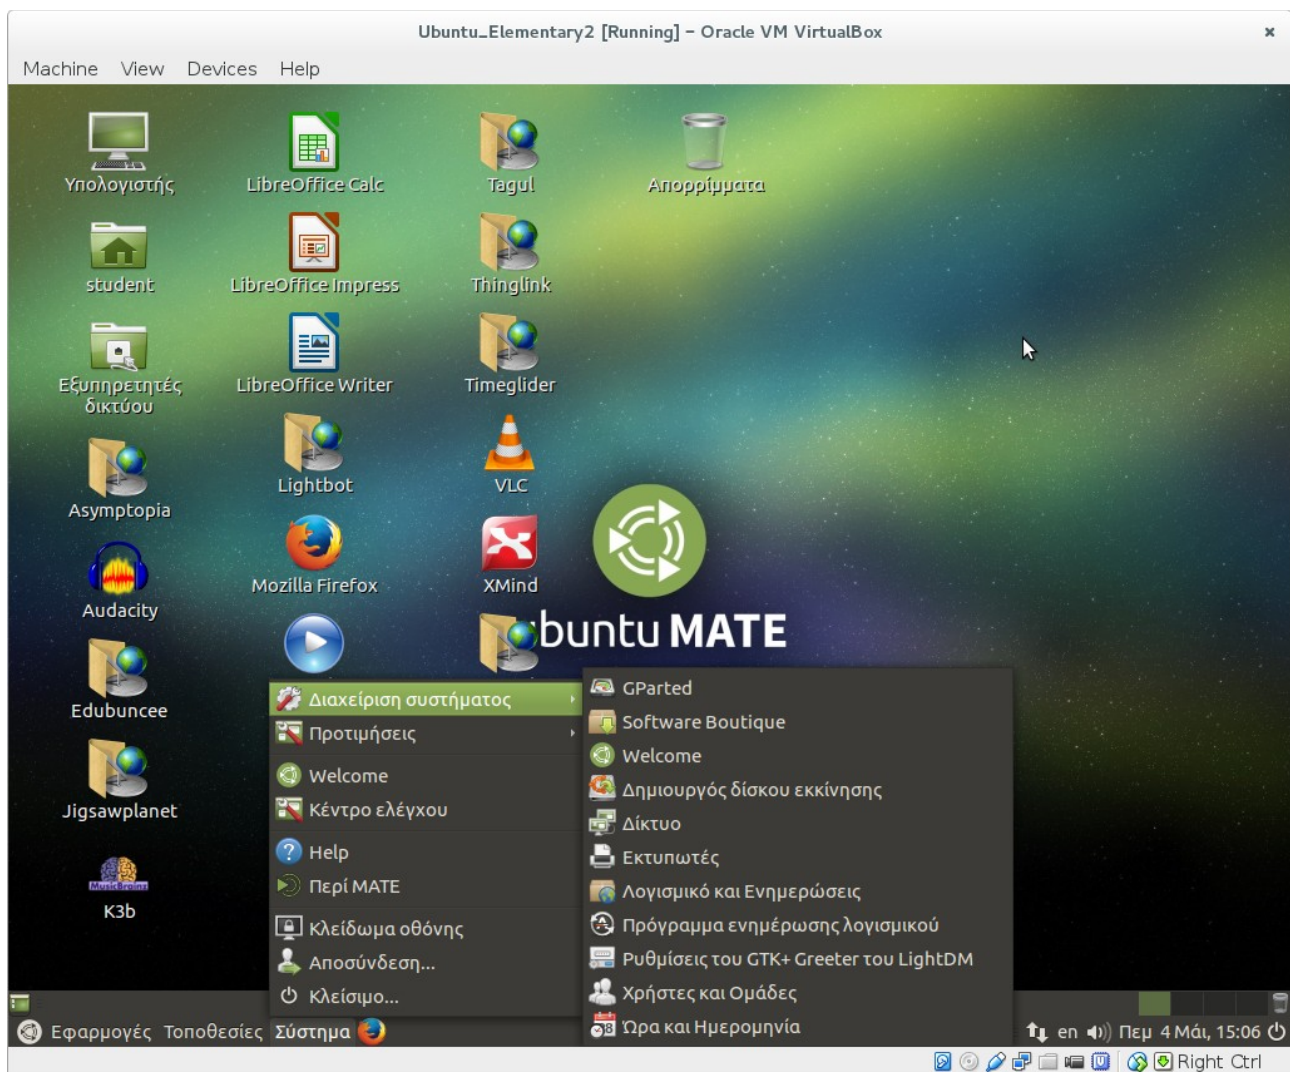 Ubuntu_Elementary2 [Running] – Oracle VM VirtualBox
Machine View Devices Help
Υπολογιστής
LibreOffice Calc
Tagul
Απορρίμματα
student
LibreOffice Impress
Thinglink
Εξυπηρετητές
δικτύου
LibreOffice Writer
Timeglider
Asymptopia
Lightbot
VLC
Audacity
Mozilla Firefox
XMind
Edubuncee
Jigsawplanet
MusicBrainz
K3b
buntu MATE
Διαχείριση συστήματος
Προτιμήσεις
Welcome
Κέντρο ελέγχου
Help
Περί MATE
Κλείδωμα οθόνης
Αποσύνδεση...
Κλείσιμο...
GParted
Software Boutique
Welcome
Δημιουργός δίσκου εκκίνησης
Δίκτυο
Εκτυπωτές
Λογισμικό και Ενημερώσεις
Πρόγραμμα ενημέρωσης λογισμικού
Ρυθμίσεις του GTK+ Greeter του LightDM
Χρήστες και Ομάδες
Ώρα και Ημερομηνία
Εφαρμογές Τοποθεσίες Σύστημα
en Πεμ 4 Μάι, 15:06
Right Ctrl